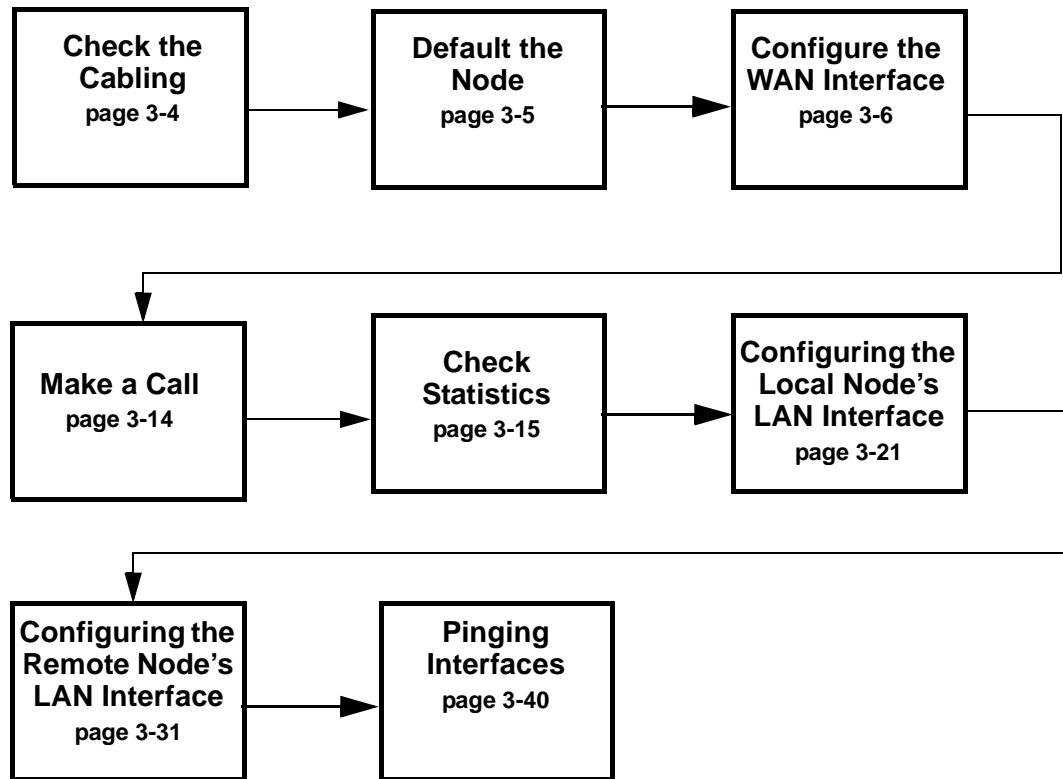 Check the
Cabling
page 3-4
Default the
Node
page 3-5
Configure the
WAN Interface
page 3-6
Make a Call
page 3-14
Check
Statistics
page 3-15
Configuring the
Local Node’s
LAN Interface
page 3-21
Configuring the
Remote Node’s
LAN Interface
page 3-31
Pinging
Interfaces
page 3-40